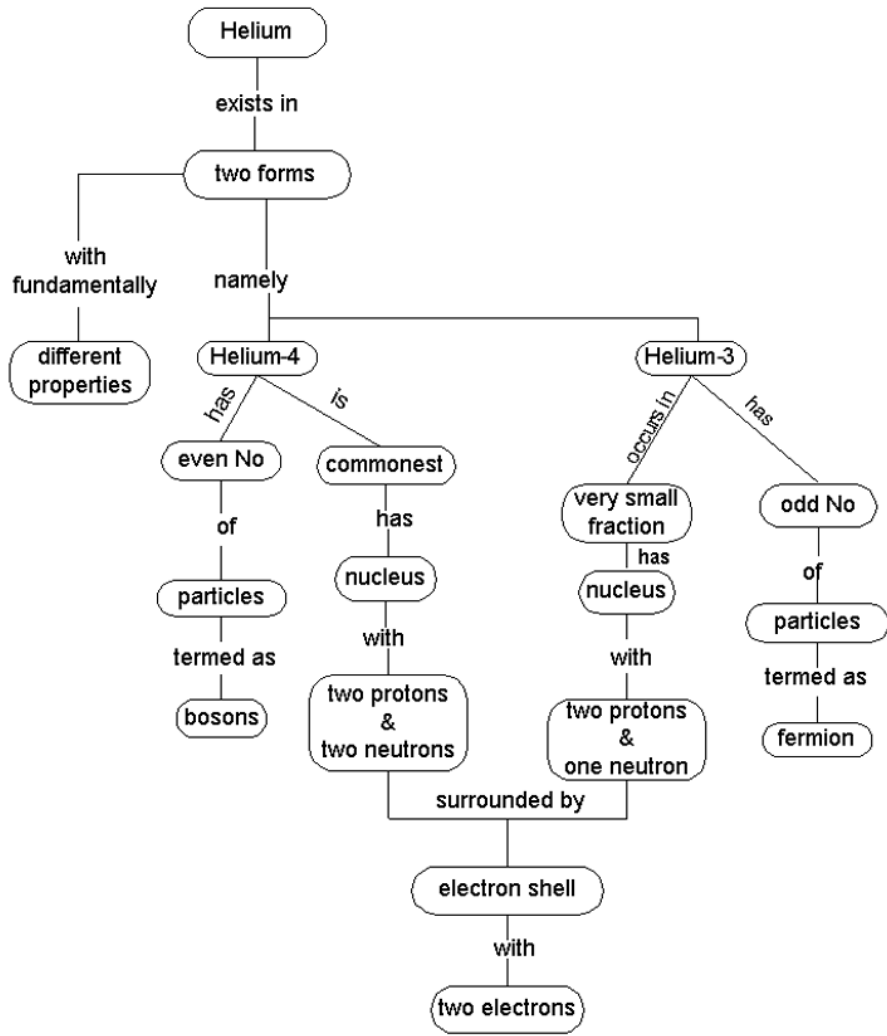 Helium
exists in
two forms
with
fundamentally
namely
different
properties
Helium-4
Helium-3
has
is
occurs in
has
even No
commonest
very small
fraction
odd No
of
has
has
of
nucleus
nucleus
particles
particles
with
with
termed as
termed as
bosons
two protons
&
two neutrons
two protons
&
one neutron
fermion
surrounded by
electron shell
with
two electrons